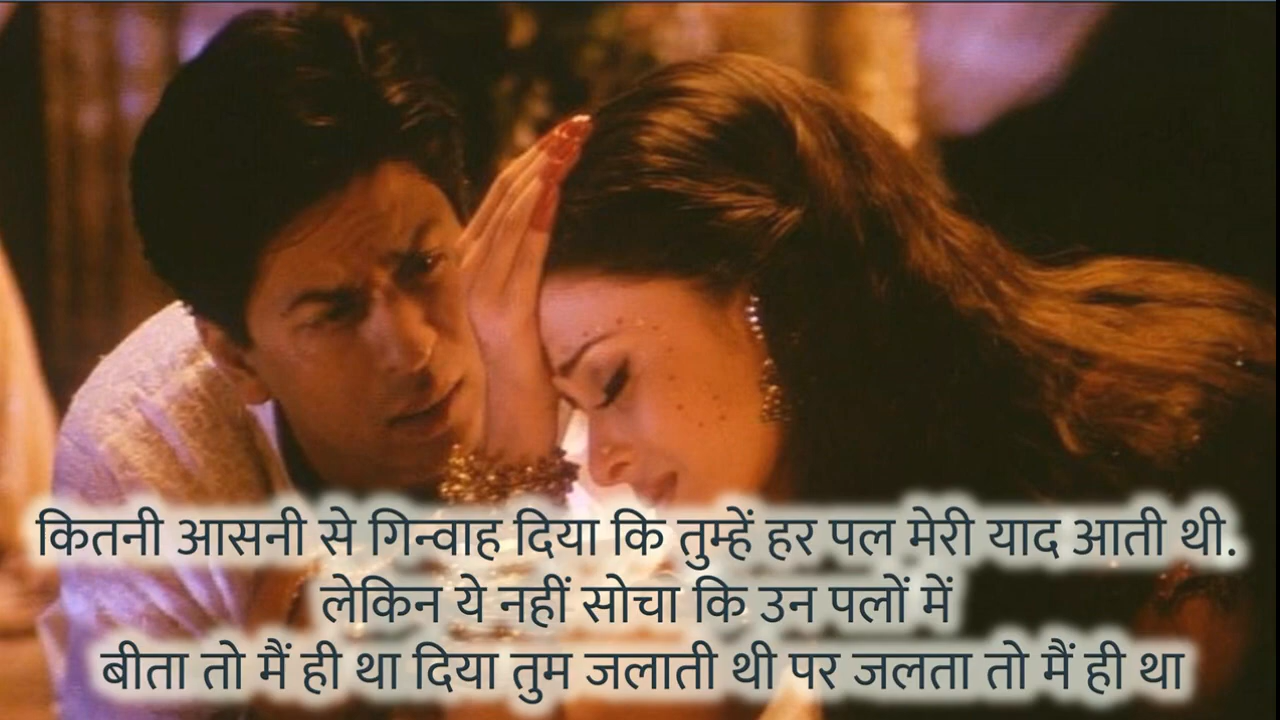 कितनी आसनी से गिन्वाह दिया कि तुम्हें हर पल मेरी याद आती थी.
लेकिन ये नहीं सोचा कि उन पलों में
बीता तो मैं ही था दिया तुम जलाती थी पर जलता तो मैं ही था